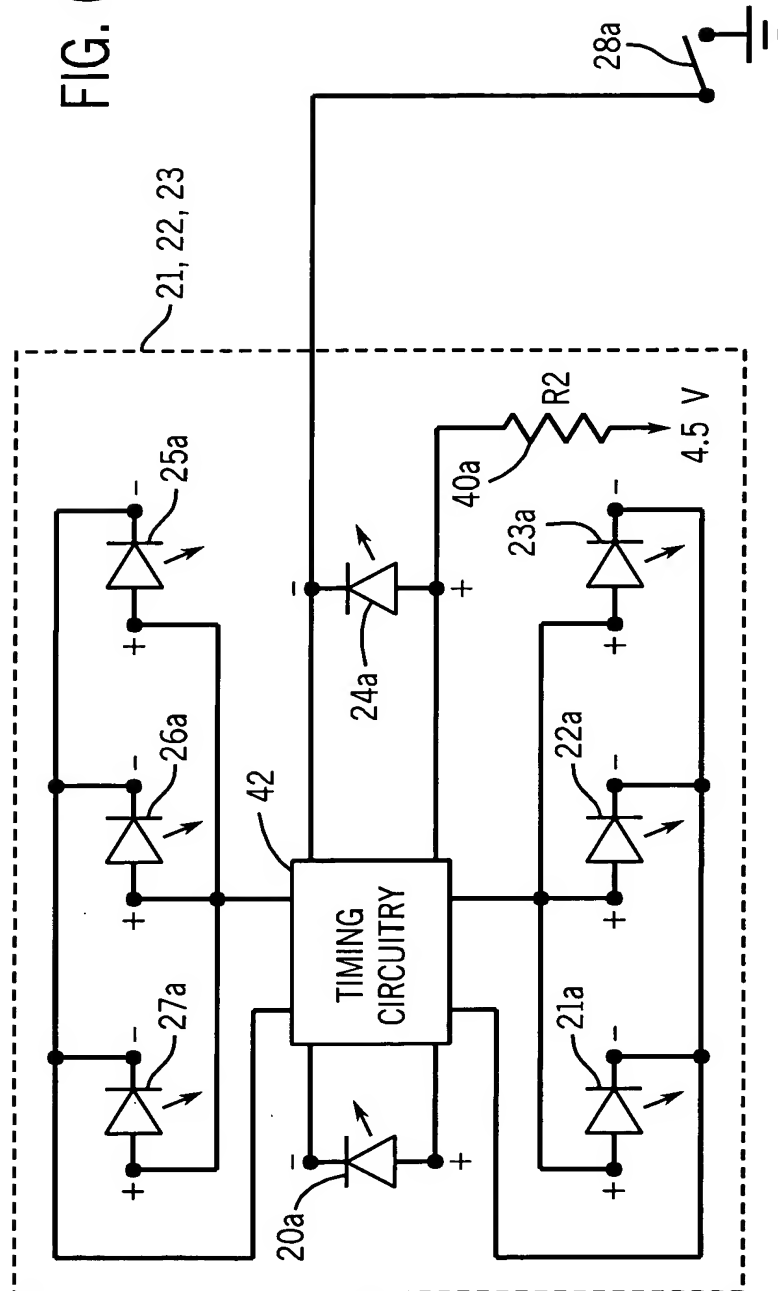 FIG.
21, 22, 23
28a
27a
26a
25a
-
-
-
+
+
+
42
TIMING
CIRCUITRY
20a
-
+
24a
-
+
40a
R2
4.5 V
21a
22a
23a
+
-
+
-
+
-